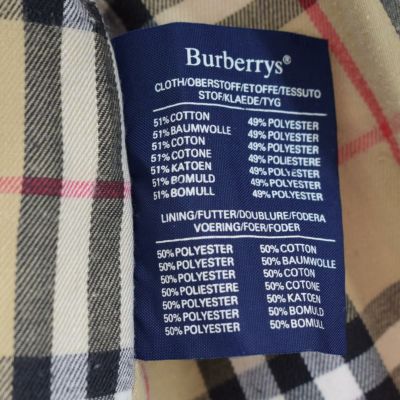 Burberrys®
CLOTH/OBERSTOFF/ETOFFE/TESSUTO
STOF/KLAEDE/TYG
51% COTTON 49% POLYESTER
51% BAUMWOLLE 49% POLYESTER
51% COTON 49% POLYESTER
51% COTONE 49% POLIESTERE
51% KATOEN 49% POLYESTER
51% BOMULD 49% POLYESTER
51% BOMULL 49% POLYESTER
LINING/FUTTER/DOUBLURE/FODERA
VOERING/FOER/FODER
50% POLYESTER 50% COTTON
50% POLYESTER 50% BAUMWOLLE
50% POLYESTER 50% COTON
50% POLIESTERE 50% COTONE
50% POLYESTER 50% KATOEN
50% POLYESTER 50% BOMULD
50% POLYESTER 50% BOMULL